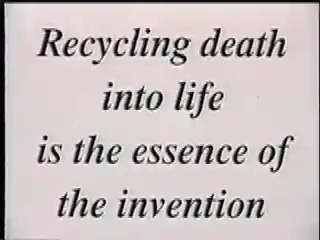 Recycling death
into life
is the essence of
the invention